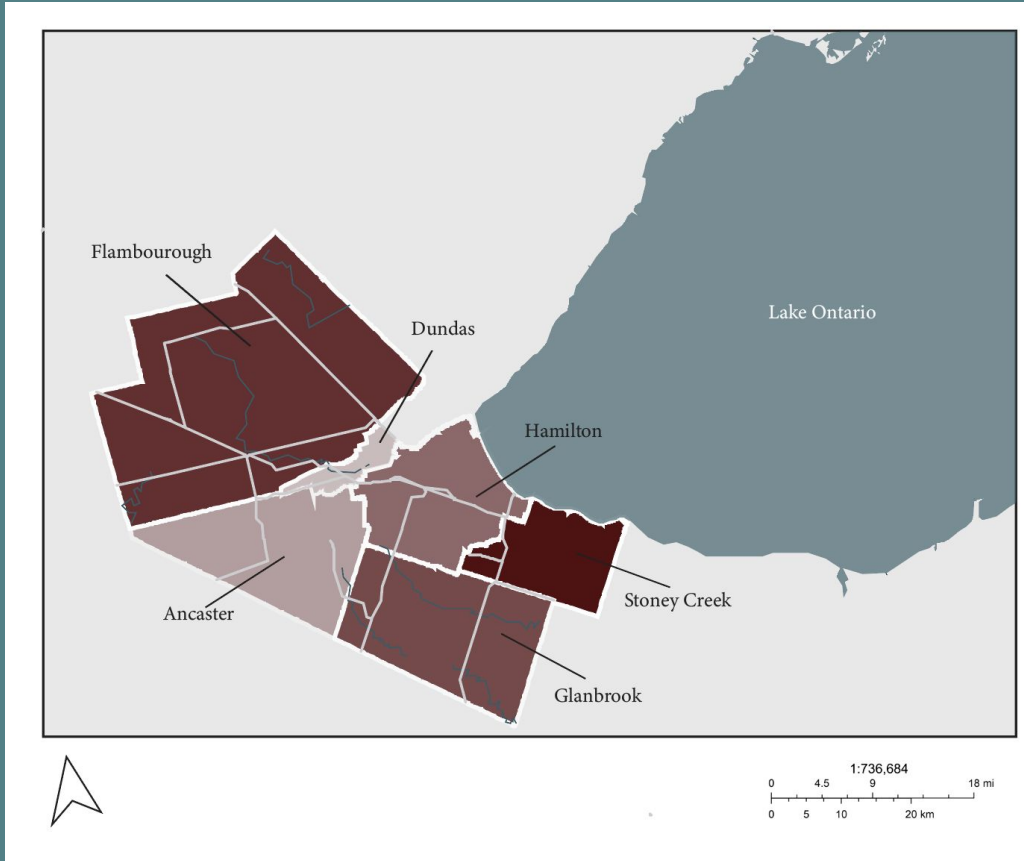 Flambourough
Dundas
Lake Ontario
Hamilton
Stoney Creek
Ancaster
Glanbrook
1:736,684
0 4.5 9 18 mi
0 5 10 20 km